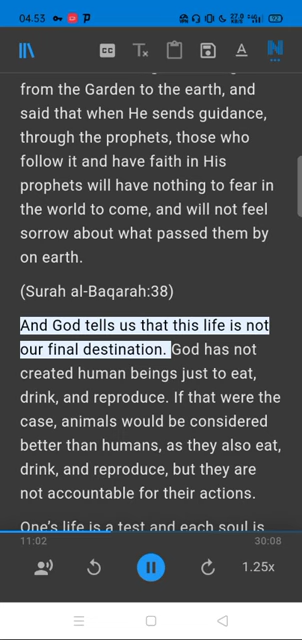 04.53
CC
A
N
from the Garden to the earth, and
said that when He sends guidance,
through the prophets, those who
follow it and have faith in His
prophets will have nothing to fear in
the world to come, and will not feel
sorrow about what passed them by
on earth.
(Surah al-Baqarah:38)
And God tells us that this life is not
our final destination. God has not
created human beings just to eat,
drink, and reproduce. If that were the
case, animals would be considered
better than humans, as they also eat,
drink, and reproduce, but they are
not accountable for their actions.
One's life is a test and each soul is
11:02
30:08
1.25x